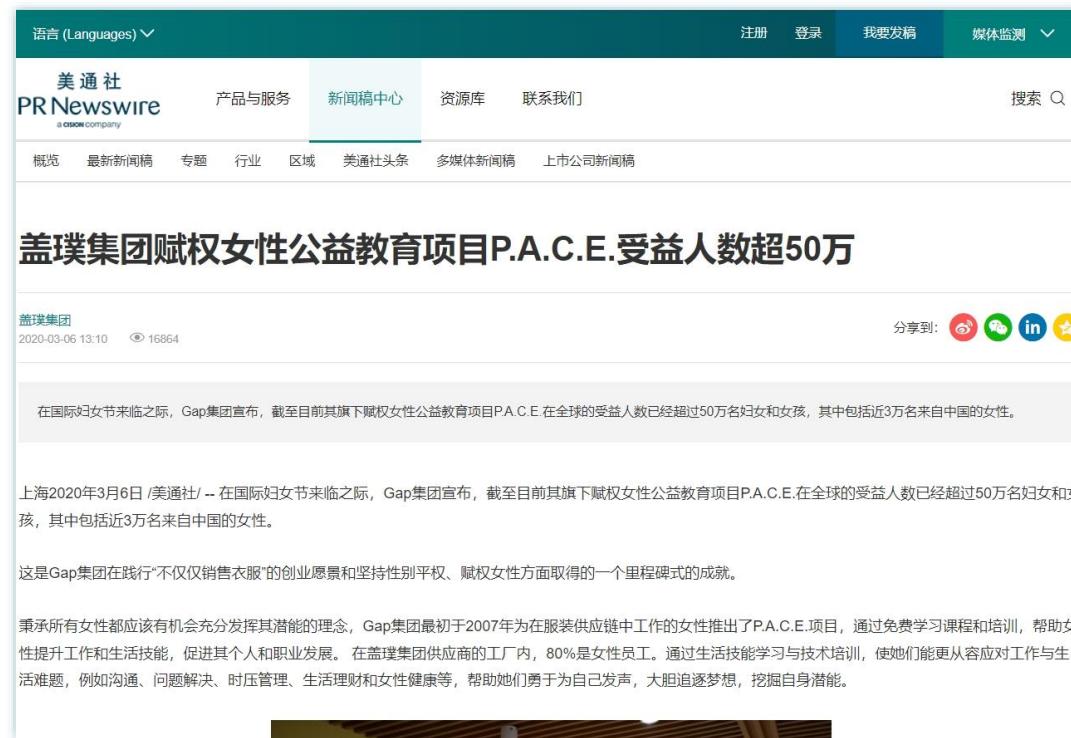 语言 (Languages)
注册
登录
我要发稿
媒体监测
美通社
PR Newswire
a CISION company
产品与服务
新闻稿中心
资源库
联系我们
搜索
概览
最新新闻稿
专题
行业
区域
美通社头条
多媒体新闻稿
上市公司新闻稿
盖璞集团赋权女性公益教育项目P.A.C.E.受益人数超50万
盖璞集团
2020-03-06 13:10
16864
分享到:
在国际妇女节来临之际，Gap集团宣布，截至目前其旗下赋权女性公益教育项目P.A.C.E.在全球的受益人数已经超过50万名妇女和女孩，其中包括近3万名来自中国的女性。
上海2020年3月6日 /美通社/ -- 在国际妇女节来临之际，Gap集团宣布，截至目前其旗下赋权女性公益教育项目P.A.C.E.在全球的受益人数已经超过50万名妇女和
孩，其中包括近3万名来自中国的女性。
这是Gap集团在践行“不仅仅销售衣服”的创业愿景和坚持性别平权、赋权女性方面取得的一个里程碑式的成就。
秉承所有女性都应该有机会充分发挥其潜能的理念，Gap集团最初于2007年为在服装供应链中工作的女性推出了P.A.C.E.项目，通过免费学习课程和培训，帮助女
性提升工作和生活技能，促进其个人和职业发展。 在盖璞集团供应商的工厂内，80%是女性员工。通过生活技能学习与技术培训，使她们能更从容应对工作与生
活难题，例如沟通、问题解决、时压管理、生活理财和女性健康等，帮助她们勇于为自己发声，大胆追逐梦想，挖掘自身潜能。